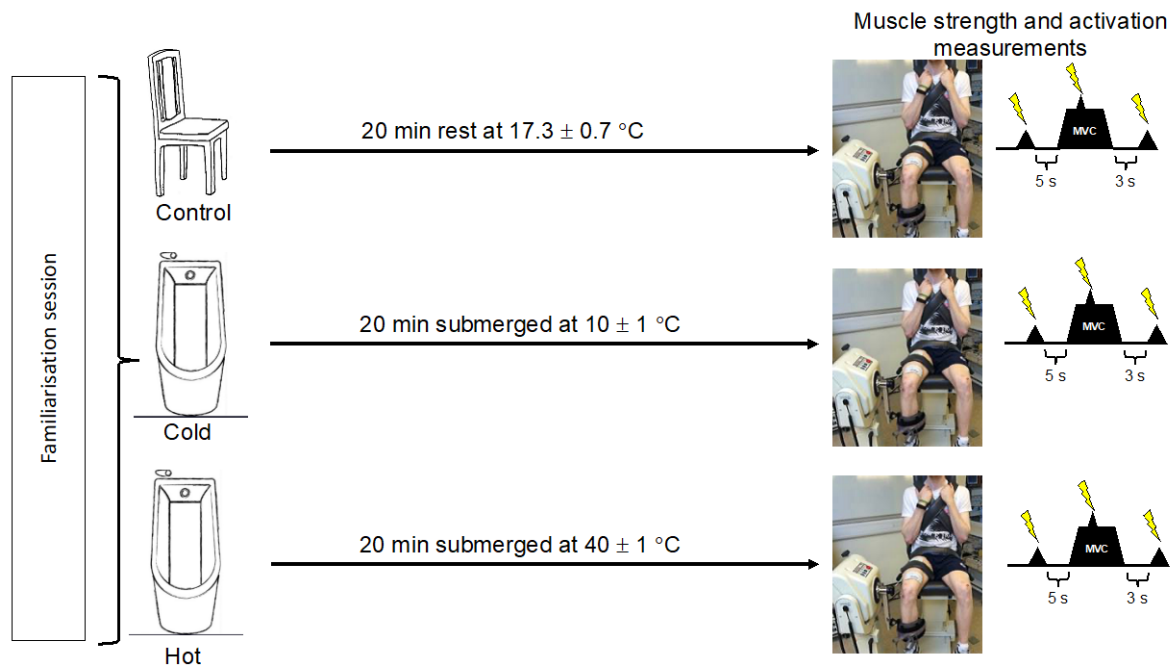 Muscle strength and activation
measurements
Familiarisation session
Control
20 min rest at 17.3 ± 0.7 °C
MVC
5 s
3 s
Cold
20 min submerged at 10 ± 1 °C
MVC
5 s
3 s
Hot
20 min submerged at 40 ± 1 °C
MVC
5 s
3 s